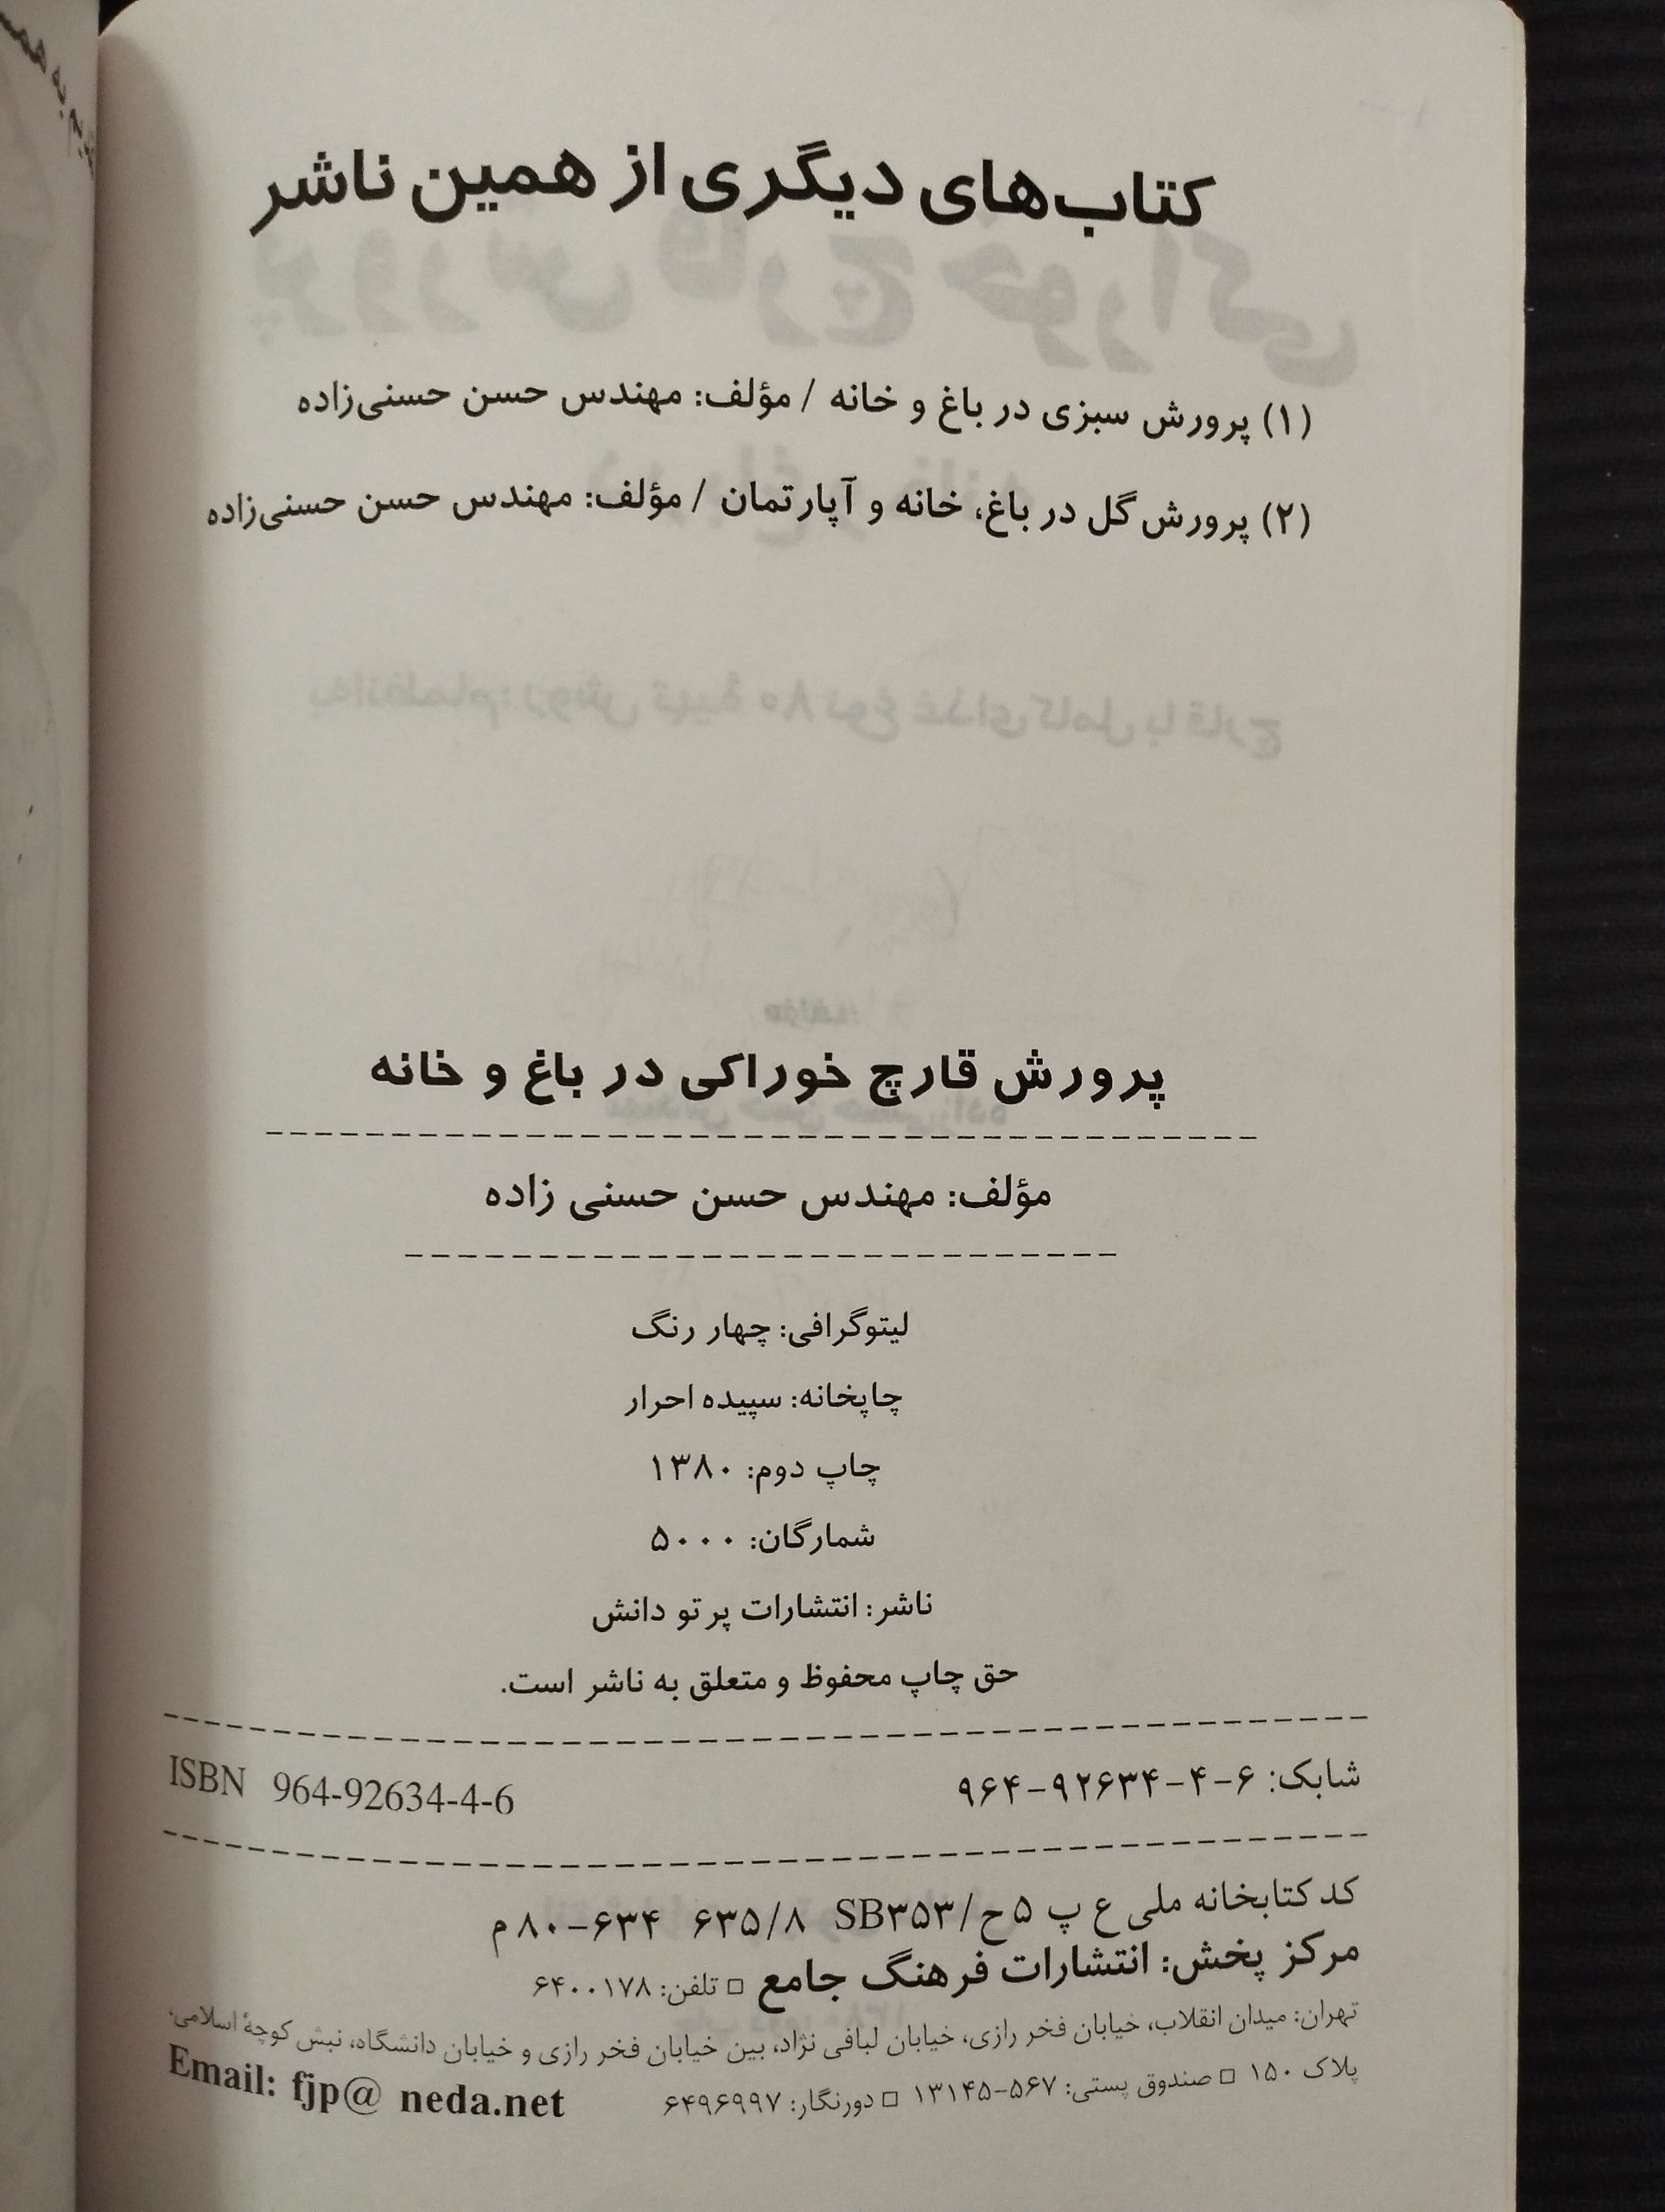 کتاب‌های دیگری از همین ناشر
(۱) پرورش سبزی در باغ و خانه / مؤلف: مهندس حسن حسنی‌زاده
(۲) پرورش گل در باغ، خانه و آپارتمان / مؤلف: مهندس حسن حسنی‌زاده
پرورش قارچ خوراکی در باغ و خانه
مؤلف: مهندس حسن حسنی زاده
لیتوگرافی: چهار رنگ
چاپخانه: سپیده احرار
چاپ دوم: ۱۳۸۰
شمارگان: ۵۰۰۰
ناشر: انتشارات پرتو دانش
حق چاپ محفوظ و متعلق به ناشر است.
شابک: ۶-۴-۹۲۶۳۴-۹۶۴ ISBN 964-92634-4-6
کد کتابخانه ملی ع پ ۵ح/SB۳۵۳ ۶۳۵/۸ ۶۳۴-۸۰م
مرکز پخش: انتشارات فرهنگ جامع □ تلفن: ۶۴۰۰۱۷۸
تهران: میدان انقلاب، خیابان فخر رازی، خیابان لبافی نژاد، بین خیابان فخر رازی و خیابان دانشگاه، نبش کوچهٔ اسلامی،
پلاک ۱۵۰ □ صندوق پستی: ۵۶۷-۱۳۱۴۵ □ دورنگار: ۶۴۹۶۹۹۷ Email: fjp@ neda.net